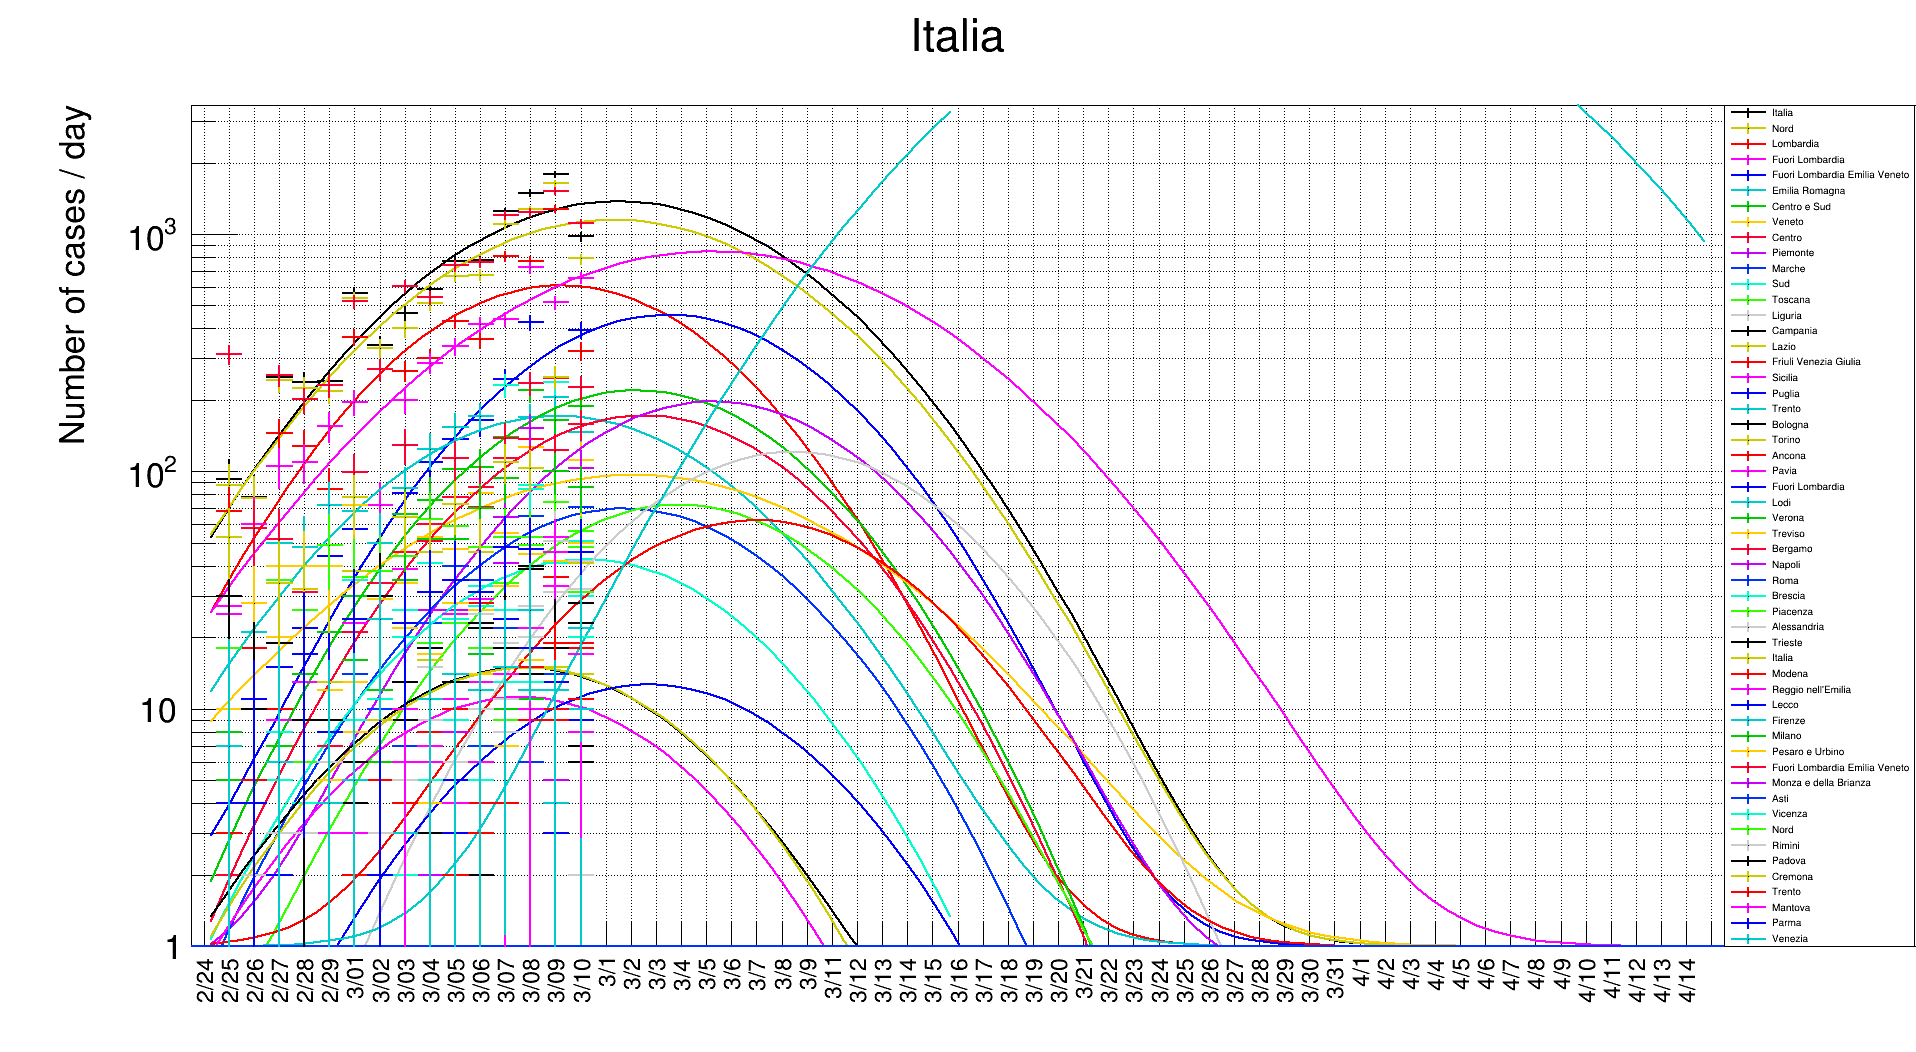 Italia
Number of cases / day
10³
10²
10
1
2/24
2/25
2/26
2/27
2/28
2/29
3/01
3/02
3/03
3/04
3/05
3/06
3/07
3/08
3/09
3/10
3/1
3/2
3/3
3/4
3/5
3/6
3/7
3/8
3/9
3/11
3/12
3/13
3/14
3/15
3/16
3/17
3/18
3/19
3/20
3/21
3/22
3/23
3/24
3/25
3/26
3/27
3/28
3/29
3/30
3/31
4/1
4/2
4/3
4/4
4/5
4/6
4/7
4/8
4/9
4/10
4/11
4/12
4/13
4/14
Italia
Nord
Lombardia
Fuori Lombardia
Fuori Lombardia Emilia Veneto
Emilia Romagna
Centro e Sud
Veneto
Centro
Piemonte
Marche
Sud
Toscana
Liguria
Campania
Lazio
Friuli Venezia Giulia
Sicilia
Puglia
Trento
Bologna
Torino
Ancona
Pavia
Fuori Lombardia
Lodi
Verona
Treviso
Bergamo
Napoli
Roma
Brescia
Piacenza
Alessandria
Trieste
Italia
Modena
Reggio nell'Emilia
Lecco
Firenze
Milano
Pesaro e Urbino
Fuori Lombardia Emilia Veneto
Monza e della Brianza
Asti
Vicenza
Nord
Rimini
Padova
Cremona
Trento
Mantova
Parma
Venezia